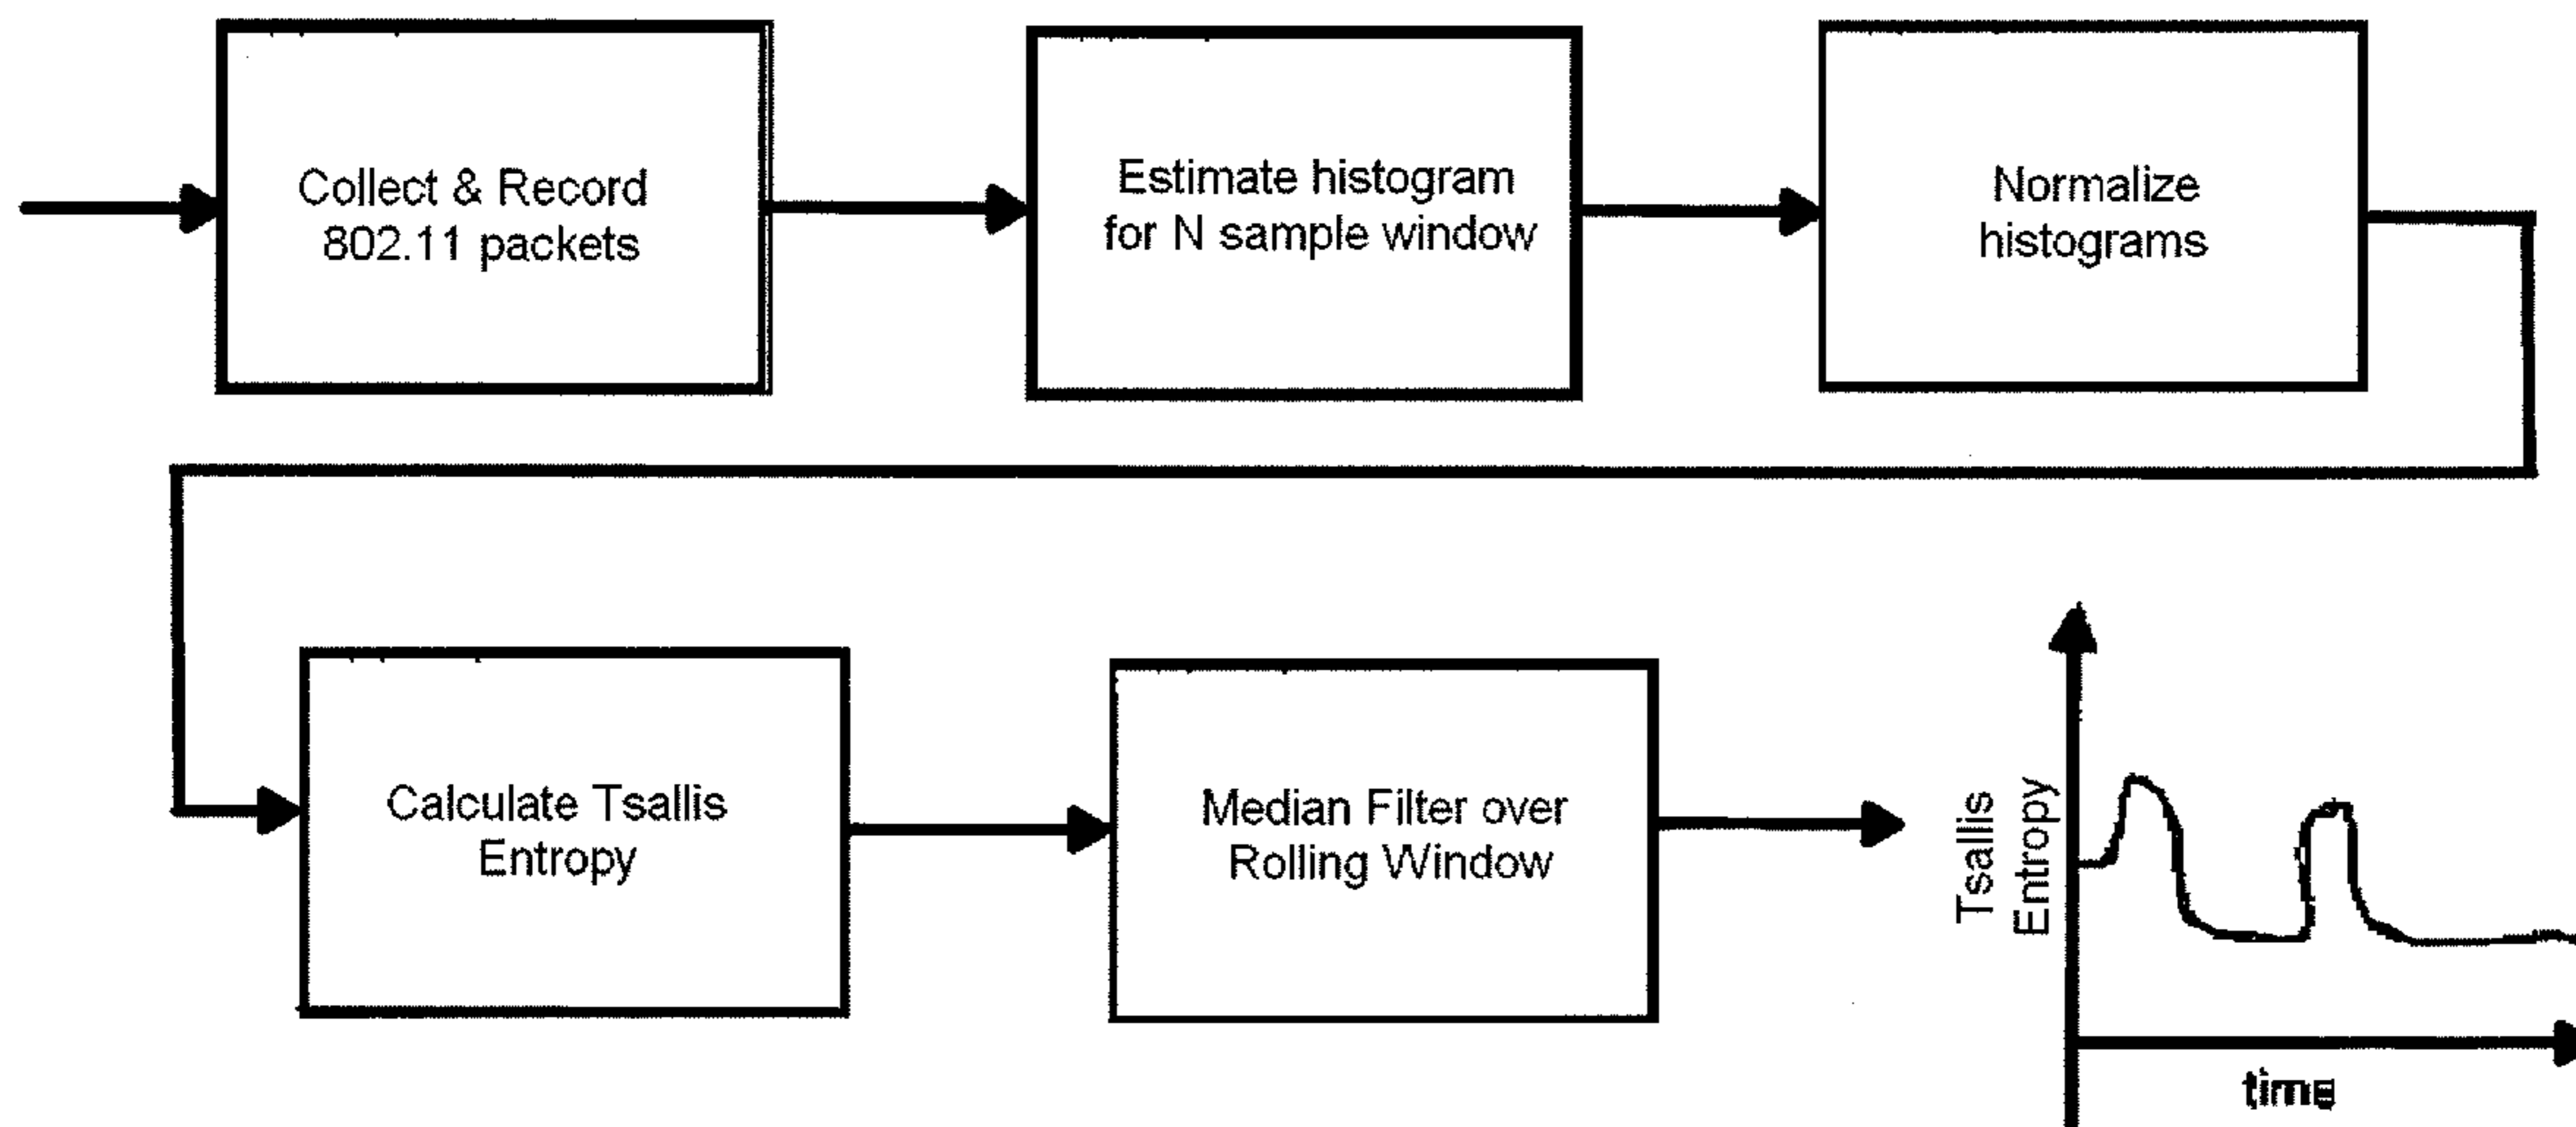 Collect & Record
802.11 packets
Estimate histogram
for N sample window
Normalize
histograms
Calculate Tsallis
Entropy
Median Filter over
Rolling Window
Tsallis
Entropy
time